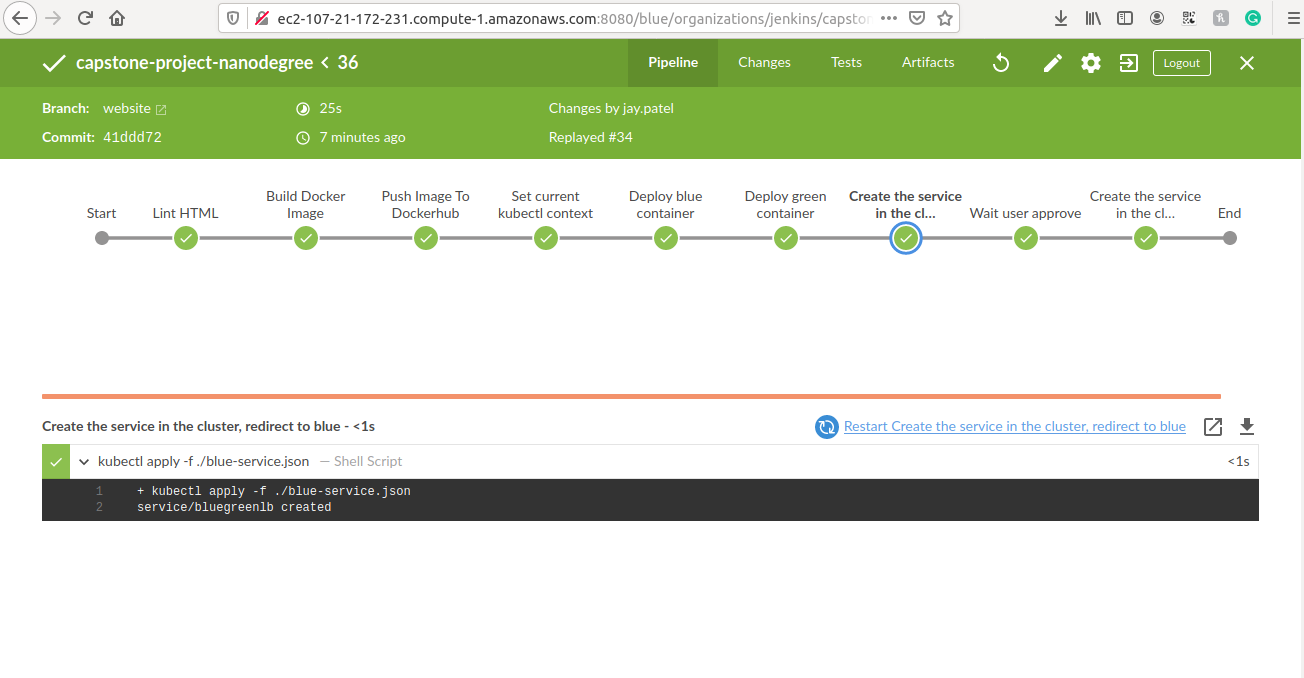 ec2-107-21-172-231.compute-1.amazonaws.com:8080/blue/organizations/jenkins/capston
capstone-project-nanodegree < 36
Pipeline
Changes
Tests
Artifacts
Logout
Branch: website
25s
Changes by jay.patel
Commit: 41ddd72
7 minutes ago
Replayed #34
Start
Lint HTML
Build Docker
Image
Push Image To
Dockerhub
Set current
kubectl context
Deploy blue
container
Deploy green
container
Create the service
in the cl...
Wait user approve
Create the service
in the cl...
End
Create the service in the cluster, redirect to blue - <1s
Restart Create the service in the cluster, redirect to blue
kubectl apply -f ./blue-service.json — Shell Script
<1s
1 + kubectl apply -f ./blue-service.json
2 service/bluegreenlb created